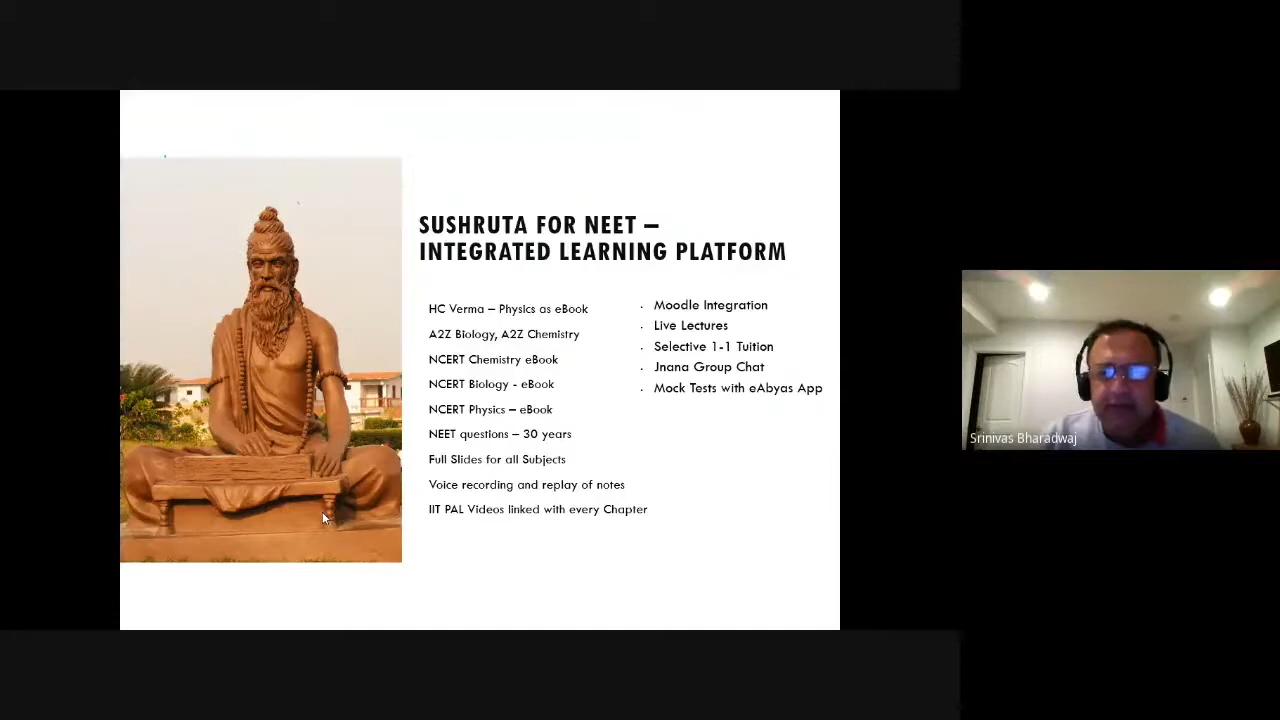 SUSHRUTA FOR NEET –
INTEGRATED LEARNING PLATFORM
HC Verma – Physics as eBook
A2Z Biology, A2Z Chemistry
NCERT Chemistry eBook
NCERT Biology - eBook
NCERT Physics – eBook
NEET questions – 30 years
Full Slides for all Subjects
Voice recording and replay of notes
IIT PAL Videos linked with every Chapter
· Moodle Integration
· Live Lectures
· Selective 1-1 Tuition
· Jnana Group Chat
· Mock Tests with eAbyas App
Srinivas Bharadwaj